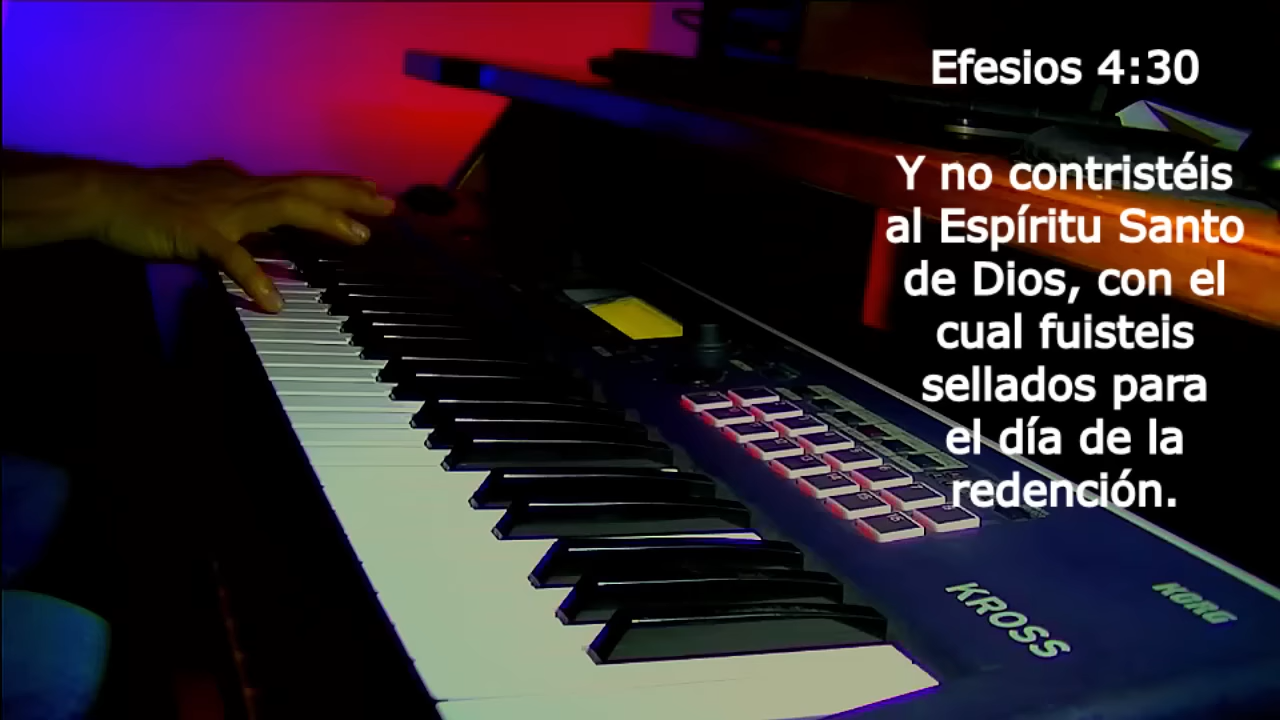 Efesios 4:30
Y no contristéis
al Espíritu Santo
de Dios, con el
cual fuisteis
sellados para
el día de la
redención.
KROSS
KORG